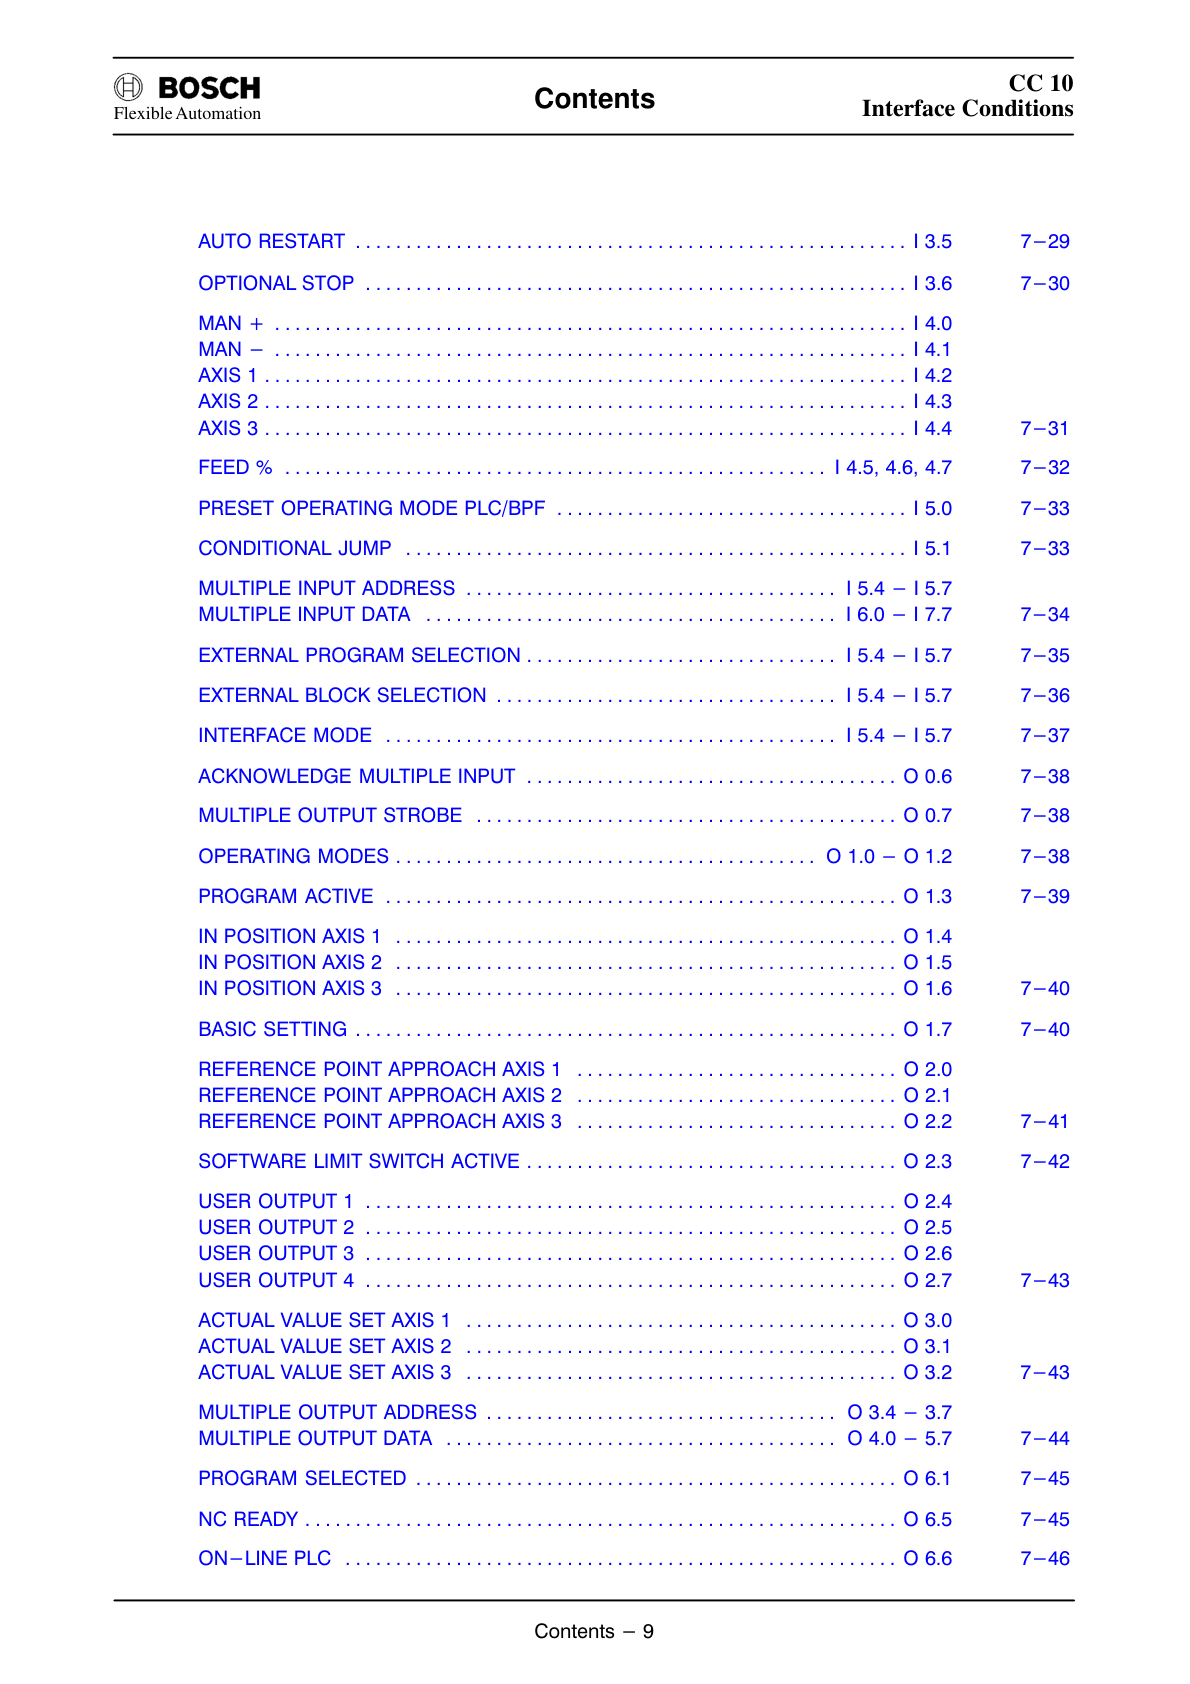 BOSCH
Flexible Automation
Contents
CC 10
Interface Conditions
AUTO RESTART . . . . . . . . . . I 3.5 7–29
OPTIONAL STOP . . . . . . . . . . I 3.6 7–30
MAN + . . . . . . . . . . I 4.0
MAN – . . . . . . . . . . I 4.1
AXIS 1 . . . . . . . . . . I 4.2
AXIS 2 . . . . . . . . . . I 4.3
AXIS 3 . . . . . . . . . . I 4.4 7–31
FEED % . . . . . . . . . . I 4.5, 4.6, 4.7 7–32
PRESET OPERATING MODE PLC/BPF . . . . . . . . . . I 5.0 7–33
CONDITIONAL JUMP . . . . . . . . . . I 5.1 7–33
MULTIPLE INPUT ADDRESS . . . . . . . . . . I 5.4 – I 5.7
MULTIPLE INPUT DATA . . . . . . . . . . I 6.0 – I 7.7 7–34
EXTERNAL PROGRAM SELECTION . . . . . . . . . . I 5.4 – I 5.7 7–35
EXTERNAL BLOCK SELECTION . . . . . . . . . . I 5.4 – I 5.7 7–36
INTERFACE MODE . . . . . . . . . . I 5.4 – I 5.7 7–37
ACKNOWLEDGE MULTIPLE INPUT . . . . . . . . . . O 0.6 7–38
MULTIPLE OUTPUT STROBE . . . . . . . . . . O 0.7 7–38
OPERATING MODES . . . . . . . . . . O 1.0 – O 1.2 7–38
PROGRAM ACTIVE . . . . . . . . . . O 1.3 7–39
IN POSITION AXIS 1 . . . . . . . . . . O 1.4
IN POSITION AXIS 2 . . . . . . . . . . O 1.5
IN POSITION AXIS 3 . . . . . . . . . . O 1.6 7–40
BASIC SETTING . . . . . . . . . . O 1.7 7–40
REFERENCE POINT APPROACH AXIS 1 . . . . . . . . . . O 2.0
REFERENCE POINT APPROACH AXIS 2 . . . . . . . . . . O 2.1
REFERENCE POINT APPROACH AXIS 3 . . . . . . . . . . O 2.2 7–41
SOFTWARE LIMIT SWITCH ACTIVE . . . . . . . . . . O 2.3 7–42
USER OUTPUT 1 . . . . . . . . . . O 2.4
USER OUTPUT 2 . . . . . . . . . . O 2.5
USER OUTPUT 3 . . . . . . . . . . O 2.6
USER OUTPUT 4 . . . . . . . . . . O 2.7 7–43
ACTUAL VALUE SET AXIS 1 . . . . . . . . . . O 3.0
ACTUAL VALUE SET AXIS 2 . . . . . . . . . . O 3.1
ACTUAL VALUE SET AXIS 3 . . . . . . . . . . O 3.2 7–43
MULTIPLE OUTPUT ADDRESS . . . . . . . . . . O 3.4 – 3.7
MULTIPLE OUTPUT DATA . . . . . . . . . . O 4.0 – 5.7 7–44
PROGRAM SELECTED . . . . . . . . . . O 6.1 7–45
NC READY . . . . . . . . . . O 6.5 7–45
ON–LINE PLC . . . . . . . . . . O 6.6 7–46
Contents – 9